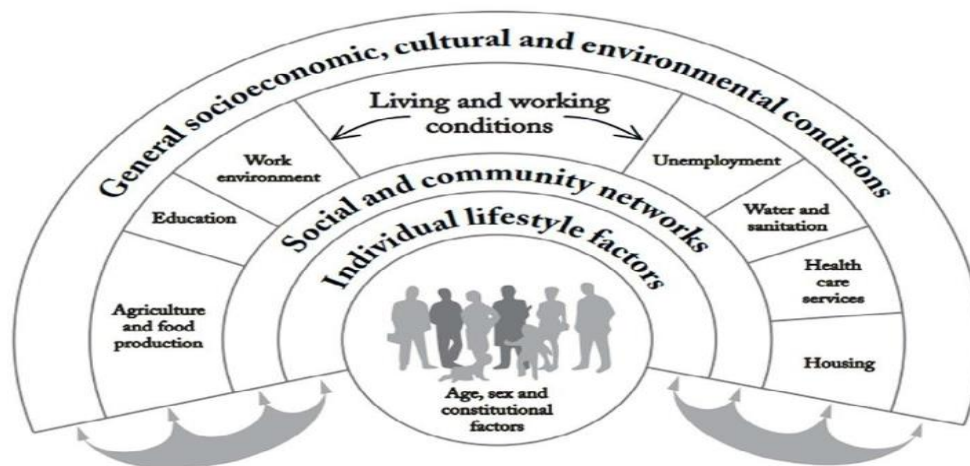 General socioeconomic, cultural and environmental conditions
Living and working
conditions
Work
environment
Unemployment
Education
Water and
sanitation
Agriculture
and food
production
Health
care
services
Housing
Social and community networks
Individual lifestyle factors
Age, sex and
constitutional
factors